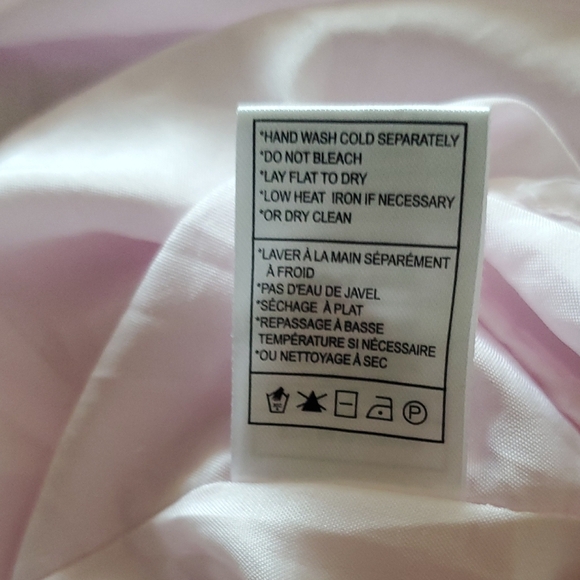 *HAND WASH COLD SEPARATELY
*DO NOT BLEACH
*LAY FLAT TO DRY
*LOW HEAT IRON IF NECESSARY
*OR DRY CLEAN
*LAVER À LA MAIN SÉPARÉMENT
À FROID
*PAS D'EAU DE JAVEL
*SÉCHAGE À PLAT
*REPASSAGE À BASSE
TEMPÉRATURE SI NÉCESSAIRE
*OU NETTOYAGE À SEC
P